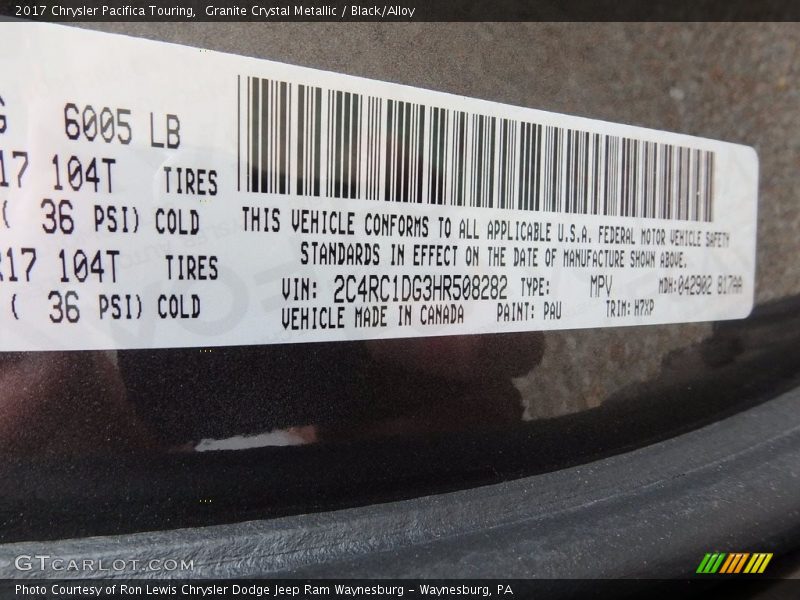 2017 Chrysler Pacifica Touring,  Granite Crystal Metallic / Black/Alloy
6005 LB
17 104T TIRES
( 36 PSI) COLD
R17 104T TIRES
( 36 PSI) COLD
THIS VEHICLE CONFORMS TO ALL APPLICABLE U.S.A. FEDERAL MOTOR VEHICLE SAFETY
STANDARDS IN EFFECT ON THE DATE OF MANUFACTURE SHOWN ABOVE.
VIN: 2C4RC1DG3HR508282 TYPE: MPV MDH:042902 B17AA
VEHICLE MADE IN CANADA PAINT: PAU TRIM: H7XP
GTCarLot.com
Photo Courtesy of Ron Lewis Chrysler Dodge Jeep Ram Waynesburg - Waynesburg, PA